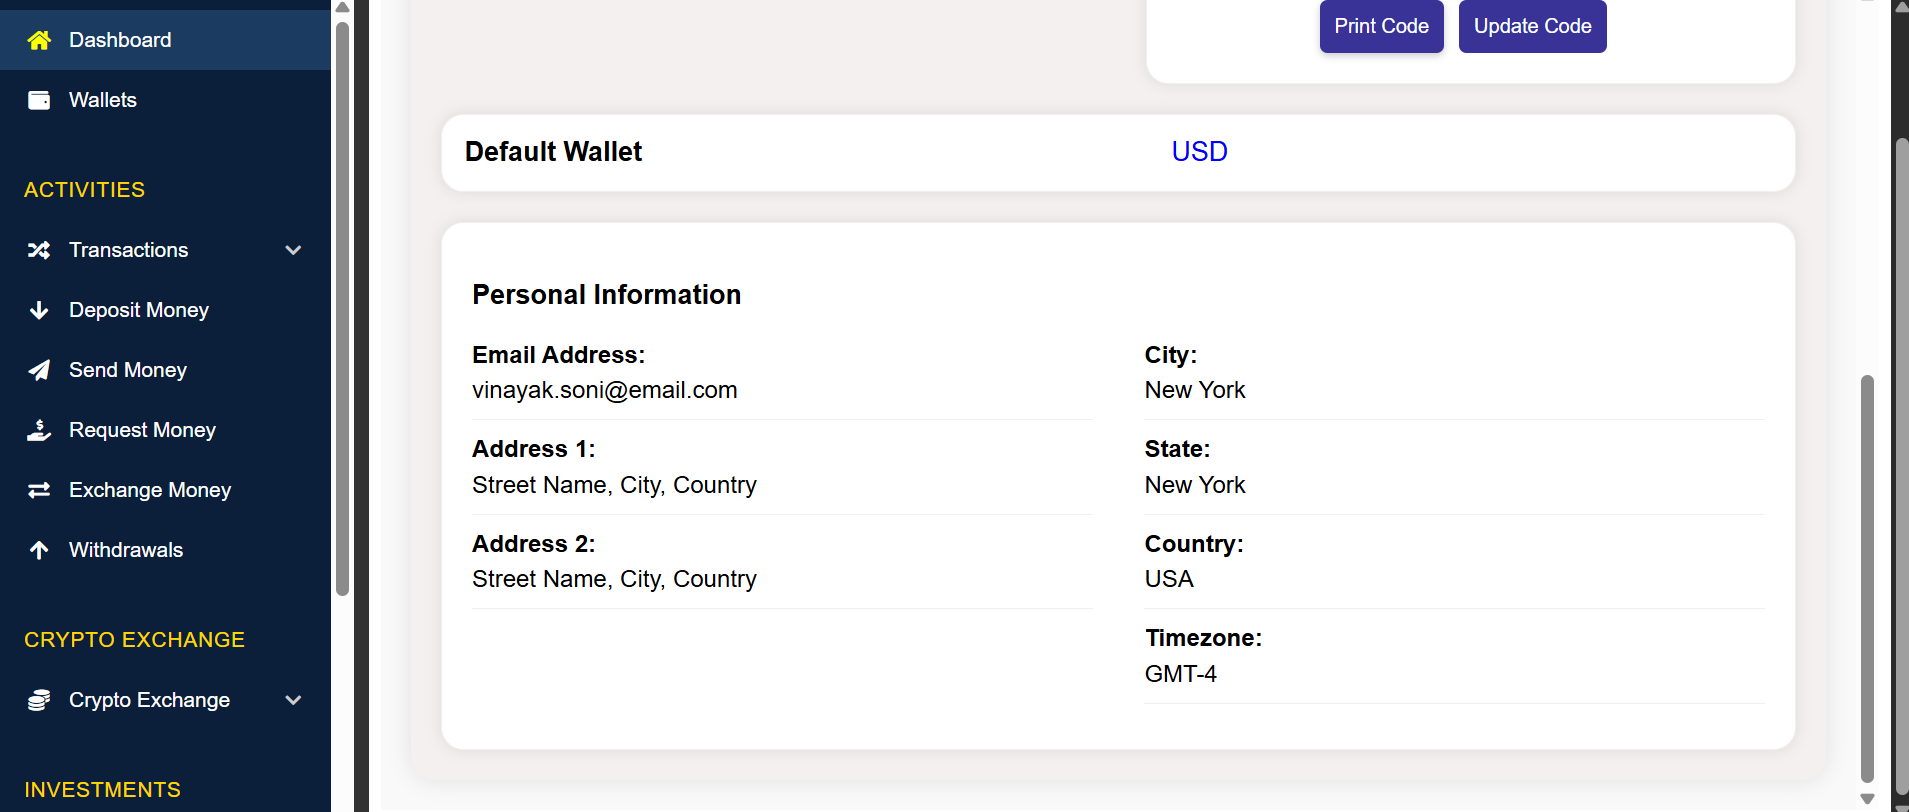 Dashboard
Wallets
ACTIVITIES
Transactions
Deposit Money
Send Money
Request Money
Exchange Money
Withdrawals
CRYPTO EXCHANGE
Crypto Exchange
INVESTMENTS
Print Code
Update Code
Default Wallet
USD
Personal Information
Email Address:
vinayak.soni@email.com
Address 1:
Street Name, City, Country
Address 2:
Street Name, City, Country
City:
New York
State:
New York
Country:
USA
Timezone:
GMT-4